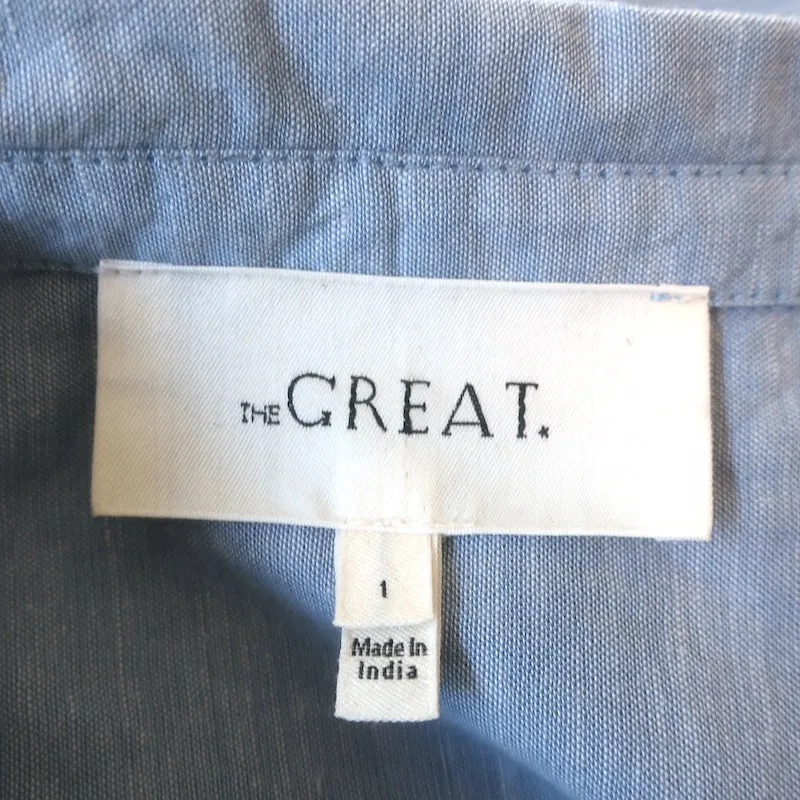 THE GREAT.
1
Made In
India